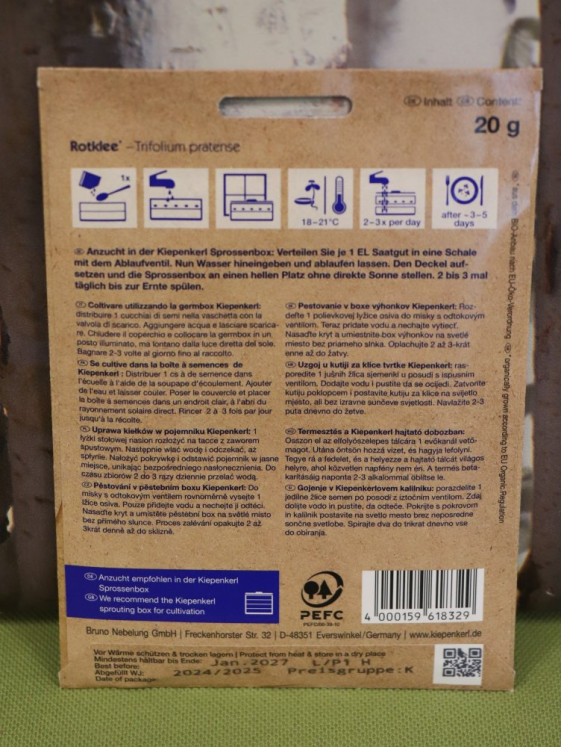 Inhalt Content:
20 g
Rotklee* – Trifolium pratense
1x
18–21°C
2–3x per day
after ~3–5
days
Anzucht in der Kiepenkerl Sprossenbox: Verteilen Sie je 1 EL Saatgut in eine Schale
mit dem Ablaufventil. Nun Wasser hineingeben und ablaufen lassen. Den Deckel auf-
setzen und die Sprossenbox an einen hellen Platz ohne direkte Sonne stellen. 2 bis 3 mal
täglich bis zur Ernte spülen.
Coltivare utilizzando la germbox Kiepenkerl:
distribuire 1 cucchiai di semi nella vaschetta con la
valvola di scarico. Aggiungere acqua e lasciare scarica-
re. Chiudere il coperchio e collocare la germbox in un
posto illuminato, ma lontano dalla luce diretta del sole.
Bagnare 2-3 volte al giorno fino al raccolto.
Se cultive dans la boîte à semences de
Kiepenkerl : Distribuer 1 cs à de semence dans
l'écuelle à l'aide de la soupape d'écoulement. Ajouter
de l'eau et laisser couler. Poser le couvercle et placer
la boîte à semences dans un endroit clair, à l'abri du
rayonnement solaire direct. Rincer 2 à 3 fois par jour
jusqu'à la récolte.
Uprawa kiełków w pojemniku Kiepenkerl: 1
łyżki stołowej nasion rozłożyć na tacce z zaworem
spustowym. Następnie wlać wodę i odczekać, aż
spłynie. Nałożyć pokrywkę i odstawić pojemnik w jasne
miejsce, unikając bezpośredniego nasłonecznienia. Do
czasu zbiorów 2 do 3 razy dziennie przelać wodą.
Pěstování v pěstebním boxu Kiepenkerl: Do
misky s odtokovým ventilem rovnoměrně vysejte 1
lžíce osiva. Pouze přidejte vodu a nechejte ji odtéci.
Nasaďte kryt a umístěte pěstební box na světlé místo
bez přímého slunce. Proces zalévání opakujte 2 až
3krát denně až do sklizně.
Pestovanie v boxe výhonkov Kiepenkerl: Roz-
deľte 1 polievkovej lyžice osiva do misky s odtokovým
ventilom. Teraz pridajte vodu a nechajte vytiecť.
Nasaďte kryt a umiestnite box výhonkov na svetlé
miesto bez priameho slnka. Oplachujte 2 až 3-krát
denne až do žatvy.
Uzgoj u kutiji za klice tvrtke Kiepenkerl: ras-
poredite 1 jušnih žlica sjemenki u posudi s ispusnim
ventilom. Dodajte vodu i pustite da se ocijedi. Zatvorite
kutiju poklopcem i postavite kutiju za klice na svijetlo
mjesto, ali bez izravne sunčeve svjetlosti. Navlažite 2-3
puta dnevno do žetve.
Termesztés a Kiepenkerl hajtató dobozban:
Osszon el az elfolyószelepes tálcára 1 evőkanál vető-
magot. Utána öntsön hozzá vizet, és hagyja lefolyni.
Tegye rá a fedelet, és a helyezze a hajtató tálcát világos
helyre, ahol közvetlen napfény nem éri. A termés beta-
karításáig naponta 2-3 alkalommal öblítse le.
Gojenje v Kiepenkerlovem kalilniku: porazdelite 1
jedilne žlice semen po posodi z iztočnim ventilom. Zdaj
dolijte vodo in pustite, da odteče. Pokrijte s pokrovom
in kalilnik postavite na svetlo mesto brez neposredne
sončne svetlobe. Spirajte dva do trikrat dnevno vse
do obiranja.
nach EU-Öko-Verordnung
* organically grown according to EU Organic Regulation
Anzucht empfohlen in der Kiepenkerl
Sprossenbox
We recommend the Kiepenkerl
sprouting box for cultivation
PEFC
4 000159 618329
Bruno Nebelung GmbH | Freckenhorster Str. 32 | D-48351 Everswinkel/Germany | www.kiepenkerl.de
Vor Wärme schützen & trocken lagern | Protect from heat & store in a dry place
Mindestens haltbar bis Ende:
Best before:
Jan.2027 L/P1 H
Abgefüllt WJ:
Date of package:
2024/2025 Preisgruppe:K